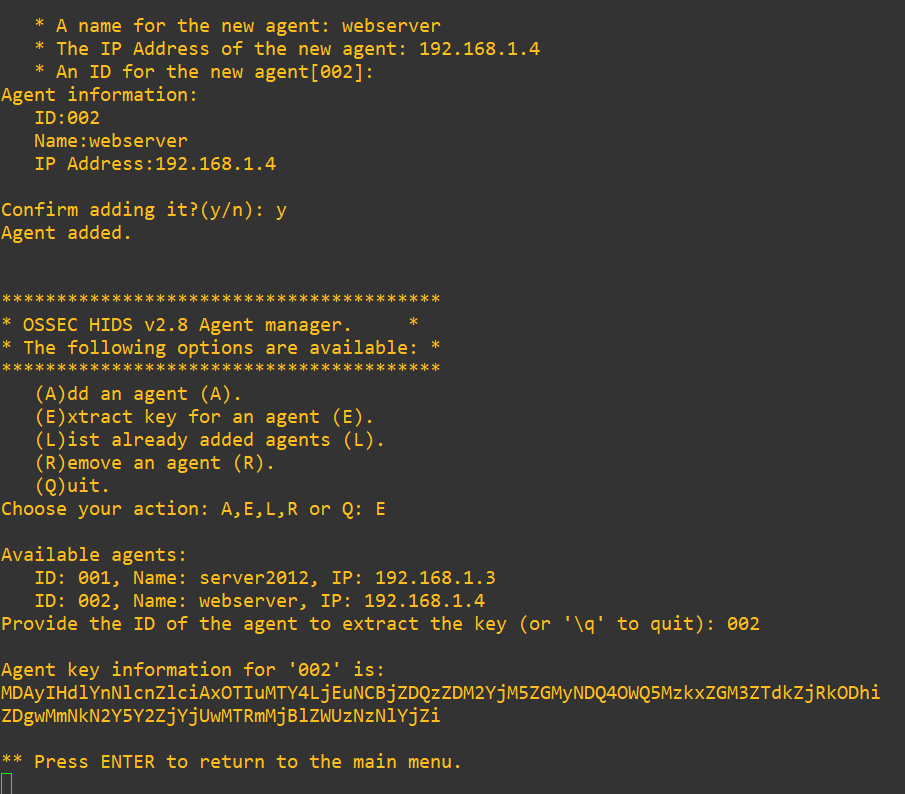 * A name for the new agent: webserver
* The IP Address of the new agent: 192.168.1.4
* An ID for the new agent[002]:
Agent information:
ID:002
Name:webserver
IP Address:192.168.1.4
Confirm adding it?(y/n): y
Agent added.
****************************************
* OSSEC HIDS v2.8 Agent manager.     *
* The following options are available: *
****************************************
(A)dd an agent (A).
(E)xtract key for an agent (E).
(L)ist already added agents (L).
(R)emove an agent (R).
(Q)uit.
Choose your action: A,E,L,R or Q: E
Available agents:
ID: 001, Name: server2012, IP: 192.168.1.3
ID: 002, Name: webserver, IP: 192.168.1.4
Provide the ID of the agent to extract the key (or '\q' to quit): 002
Agent key information for '002' is:
MDAyIHdlYnNlcnZlciAxOTIuMTY4LjEuNCBjZDQzZDM2YjM5ZGMyNDQ4OWQ5MzkxZGM3ZTdkZjRkODhi
ZDgwMmNkN2Y5Y2ZjYjUwMTRmMjBlZWUzNzNlYjZi
** Press ENTER to return to the main menu.